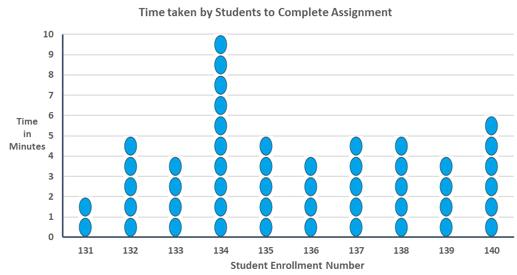 Time taken by Students to Complete Assignment
10
9
8
7
6
5
4
3
2
1
0
Time
in
Minutes
131 132 133 134 135 136 137 138 139 140
Student Enrollment Number